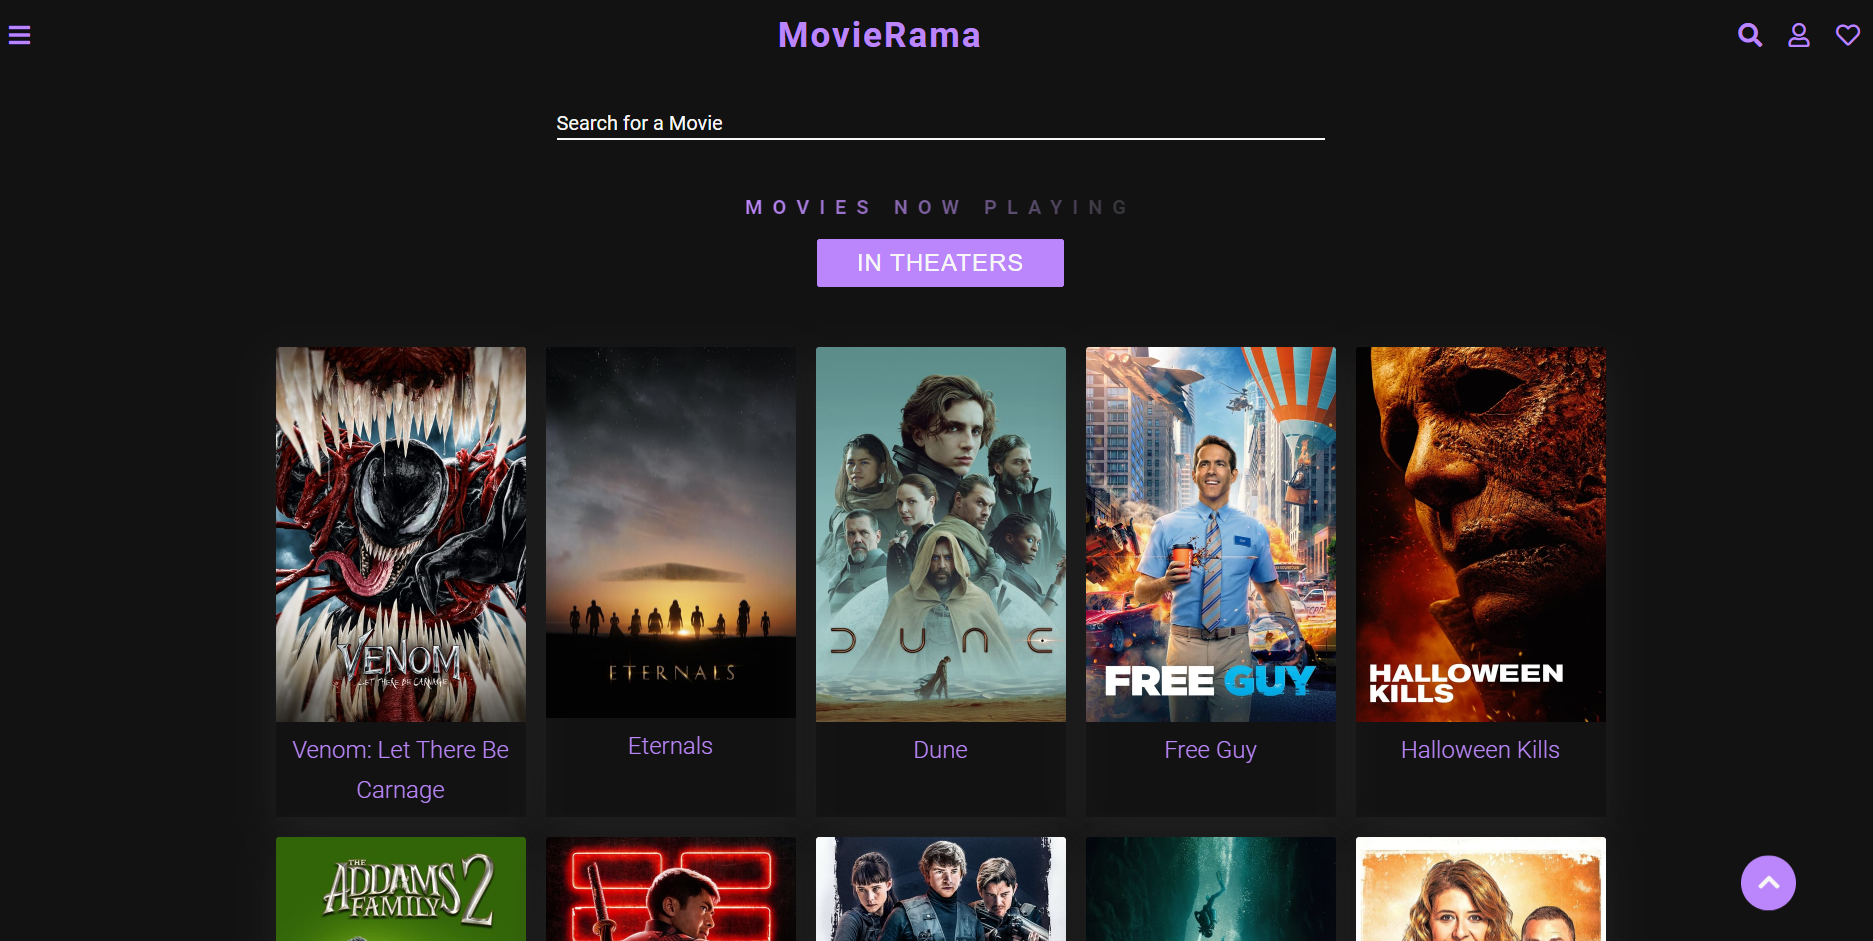 MovieRama
Search for a Movie
MOVIES NOW PLAYING
IN THEATERS
VENOM
LET THERE BE CARNAGE
ETERNALS
DUNE
FREE GUY
HALLOWEEN
KILLS
Venom: Let There Be
Carnage
Eternals
Dune
Free Guy
Halloween Kills
THE
ADDAMS
FAMILY 2